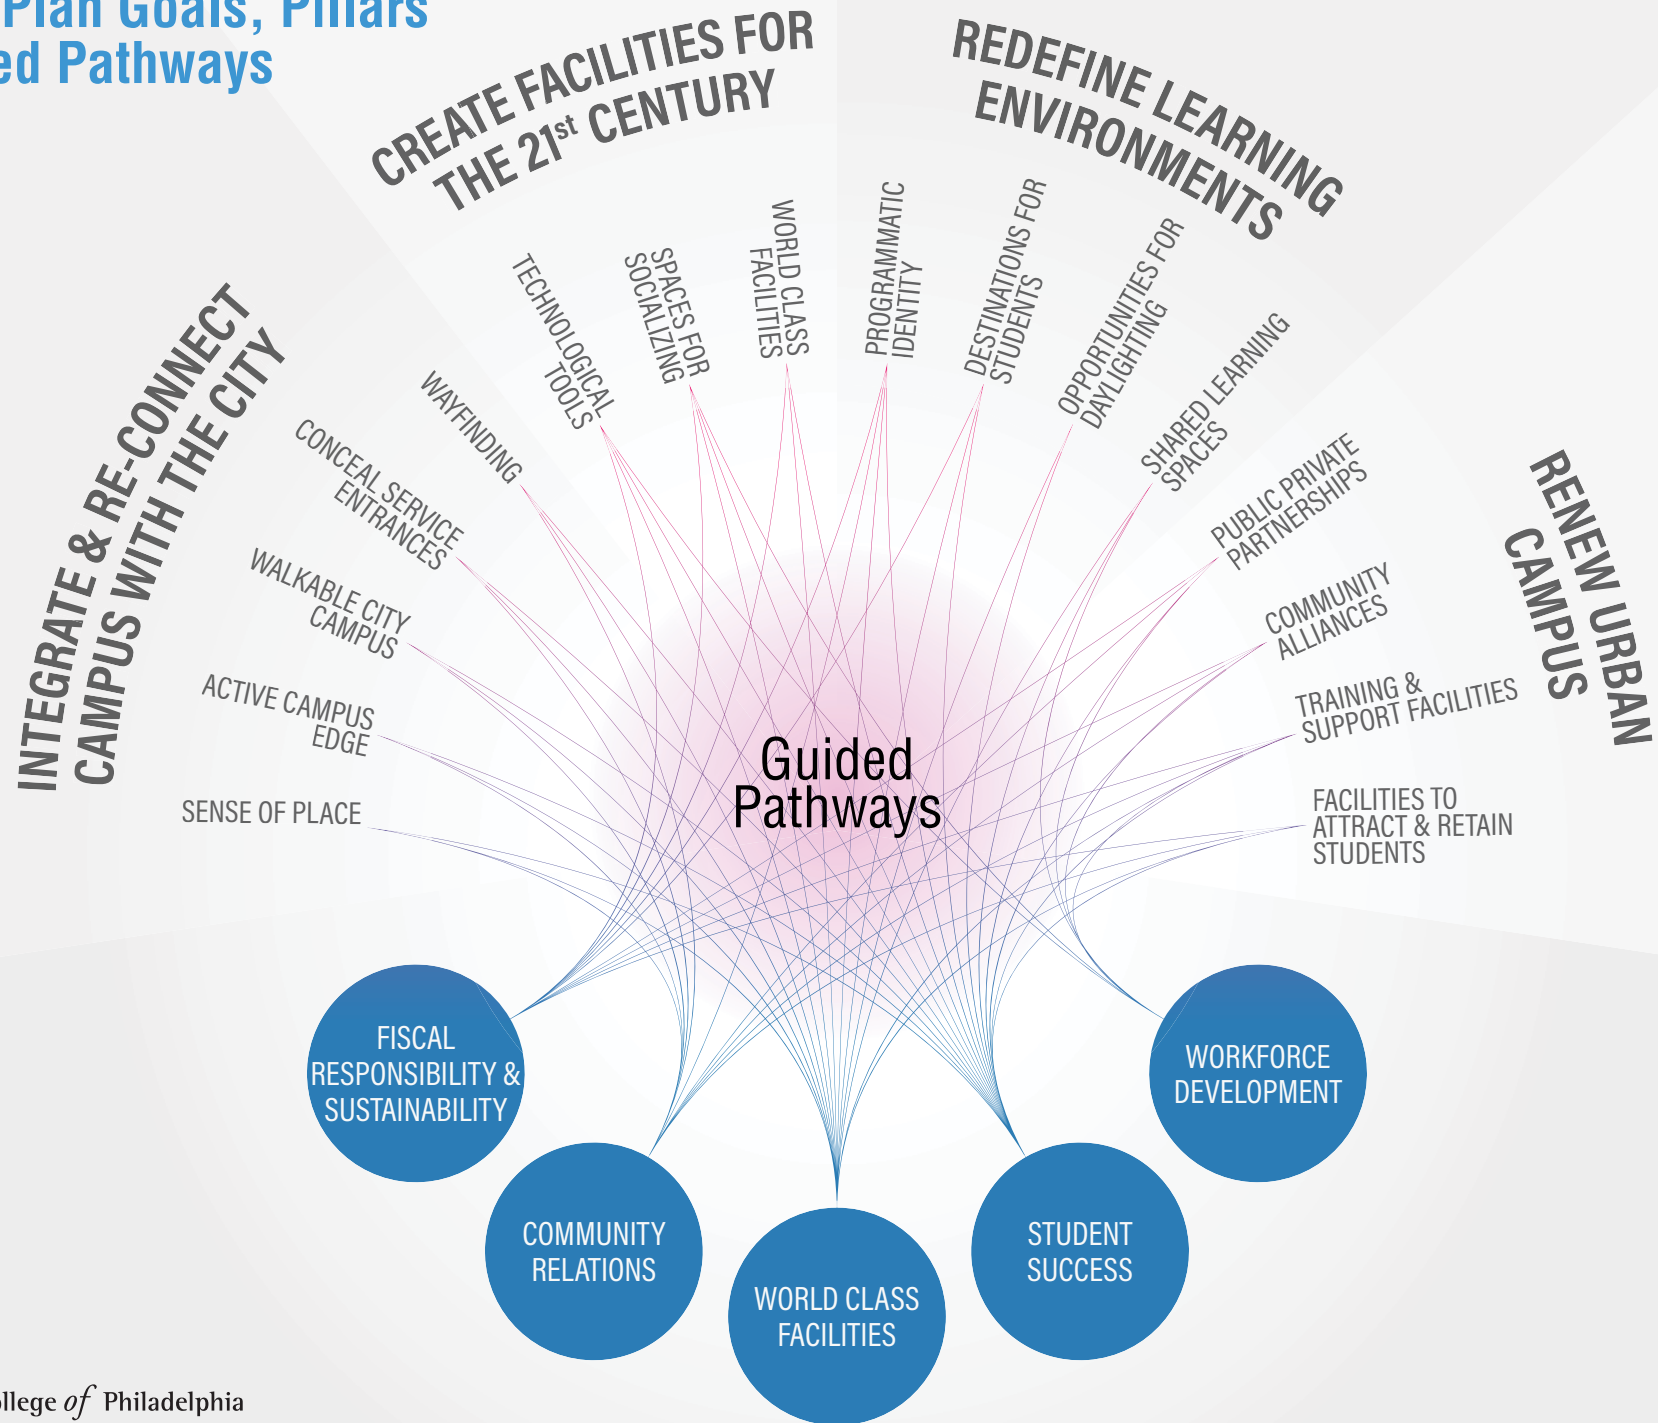 Plan Goals, Pillars
ed Pathways
CREATE FACILITIES FOR
THE 21st CENTURY
REDEFINE LEARNING
ENVIRONMENTS
INTEGRATE & RE-CONNECT
CAMPUS WITH THE CITY
RENEW URBAN
CAMPUS
SENSE OF PLACE
ACTIVE CAMPUS
EDGE
WALKABLE CITY
CAMPUS
CONCEAL SERVICE
ENTRANCES
WAYFINDING
TECHNOLOGICAL
TOOLS
SPACES FOR
SOCIALIZING
WORLD CLASS
FACILITIES
PROGRAMMATIC
IDENTITY
DESTINATIONS FOR
STUDENTS
OPPORTUNITIES FOR
DAYLIGHTING
SHARED LEARNING
SPACES
PUBLIC PRIVATE
PARTNERSHIPS
COMMUNITY
ALLIANCES
TRAINING &
SUPPORT FACILITIES
FACILITIES TO
ATTRACT & RETAIN
STUDENTS
Guided
Pathways
FISCAL
RESPONSIBILITY &
SUSTAINABILITY
COMMUNITY
RELATIONS
WORLD CLASS
FACILITIES
STUDENT
SUCCESS
WORKFORCE
DEVELOPMENT
ollege of Philadelphia